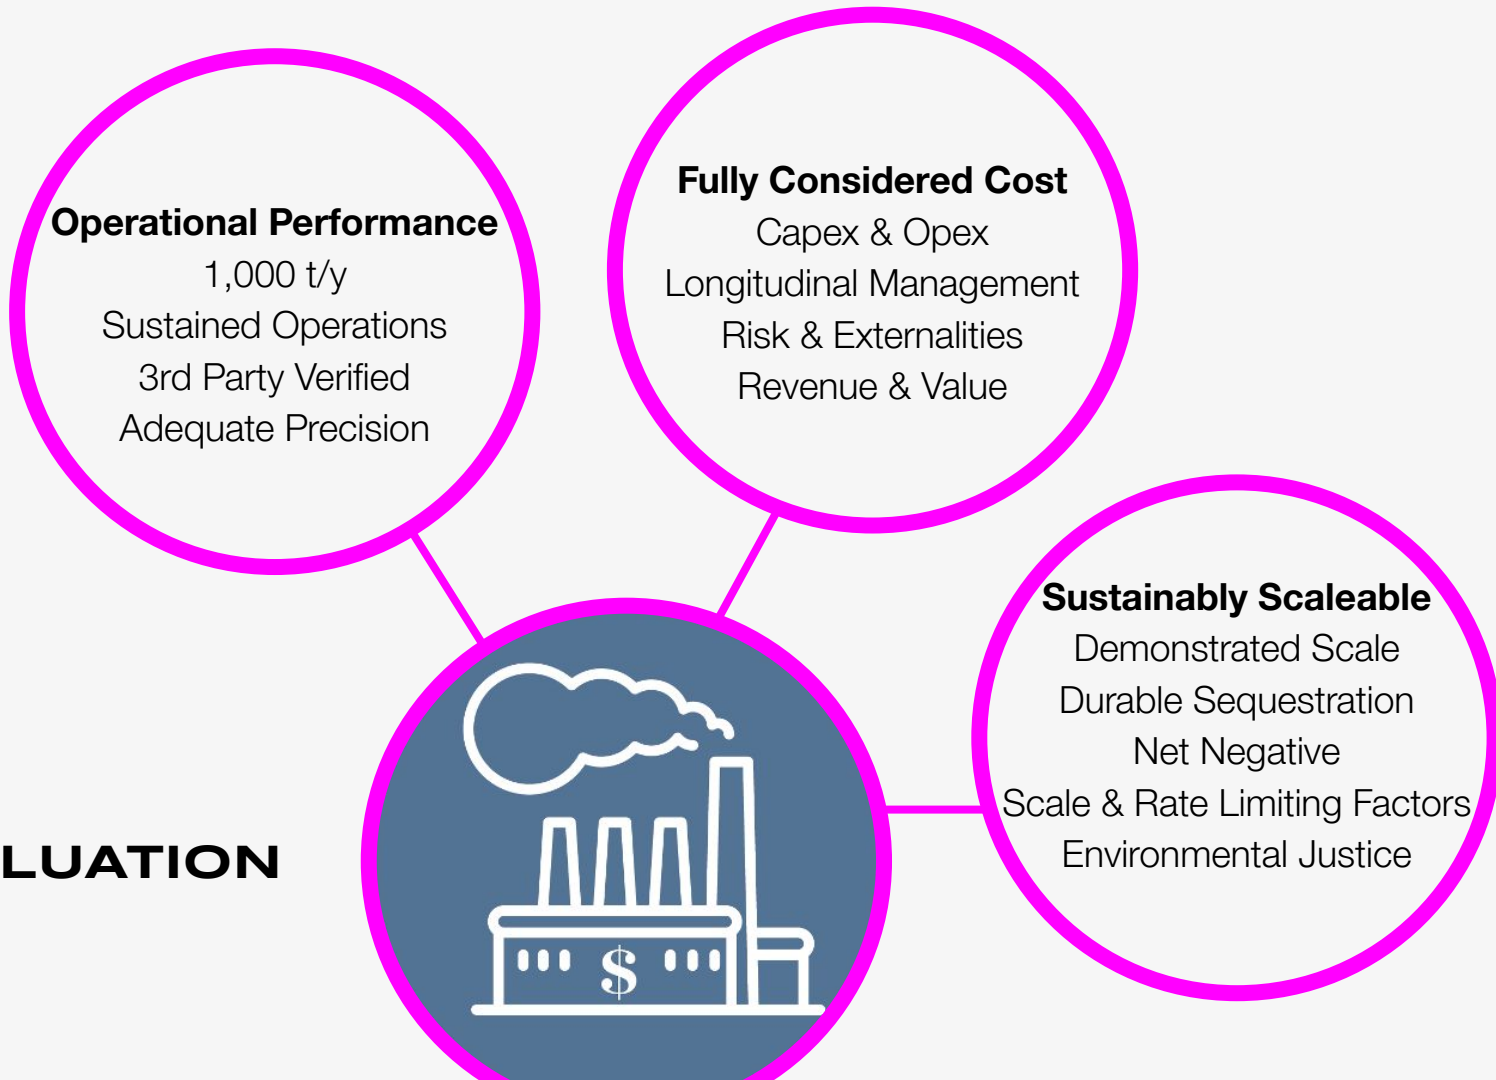 Operational Performance
1,000 t/y
Sustained Operations
3rd Party Verified
Adequate Precision
Fully Considered Cost
Capex & Opex
Longitudinal Management
Risk & Externalities
Revenue & Value
Sustainably Scaleable
Demonstrated Scale
Durable Sequestration
Net Negative
Scale & Rate Limiting Factors
Environmental Justice
LUATION
$